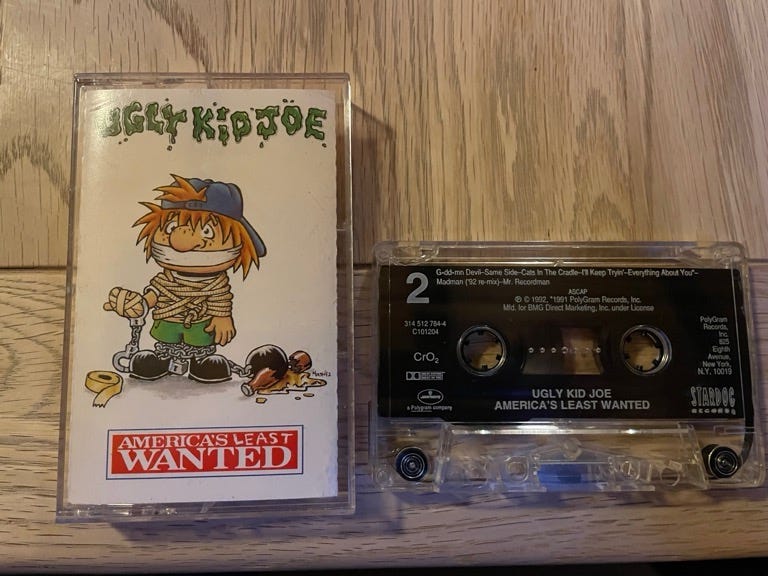 UGLY KID JOE
AMERICA'S LEAST
WANTED
2
G-dd-mn Devil–Same Side–Cats In The Cradle–I'll Keep Tryin'–Everything About You*–
Madman ('92 re-mix)–Mr. Recordman
ASCAP
℗ © 1992, *1991 PolyGram Records, Inc.
Mfd. for BMG Direct Marketing, Inc. under License
314 512 784-4
C101204
CrO₂
PolyGram
Records,
Inc.
825
Eighth
Avenue,
New York,
N.Y. 10019
a PolyGram company
UGLY KID JOE
AMERICA'S LEAST WANTED
STARDOG
RECORDS